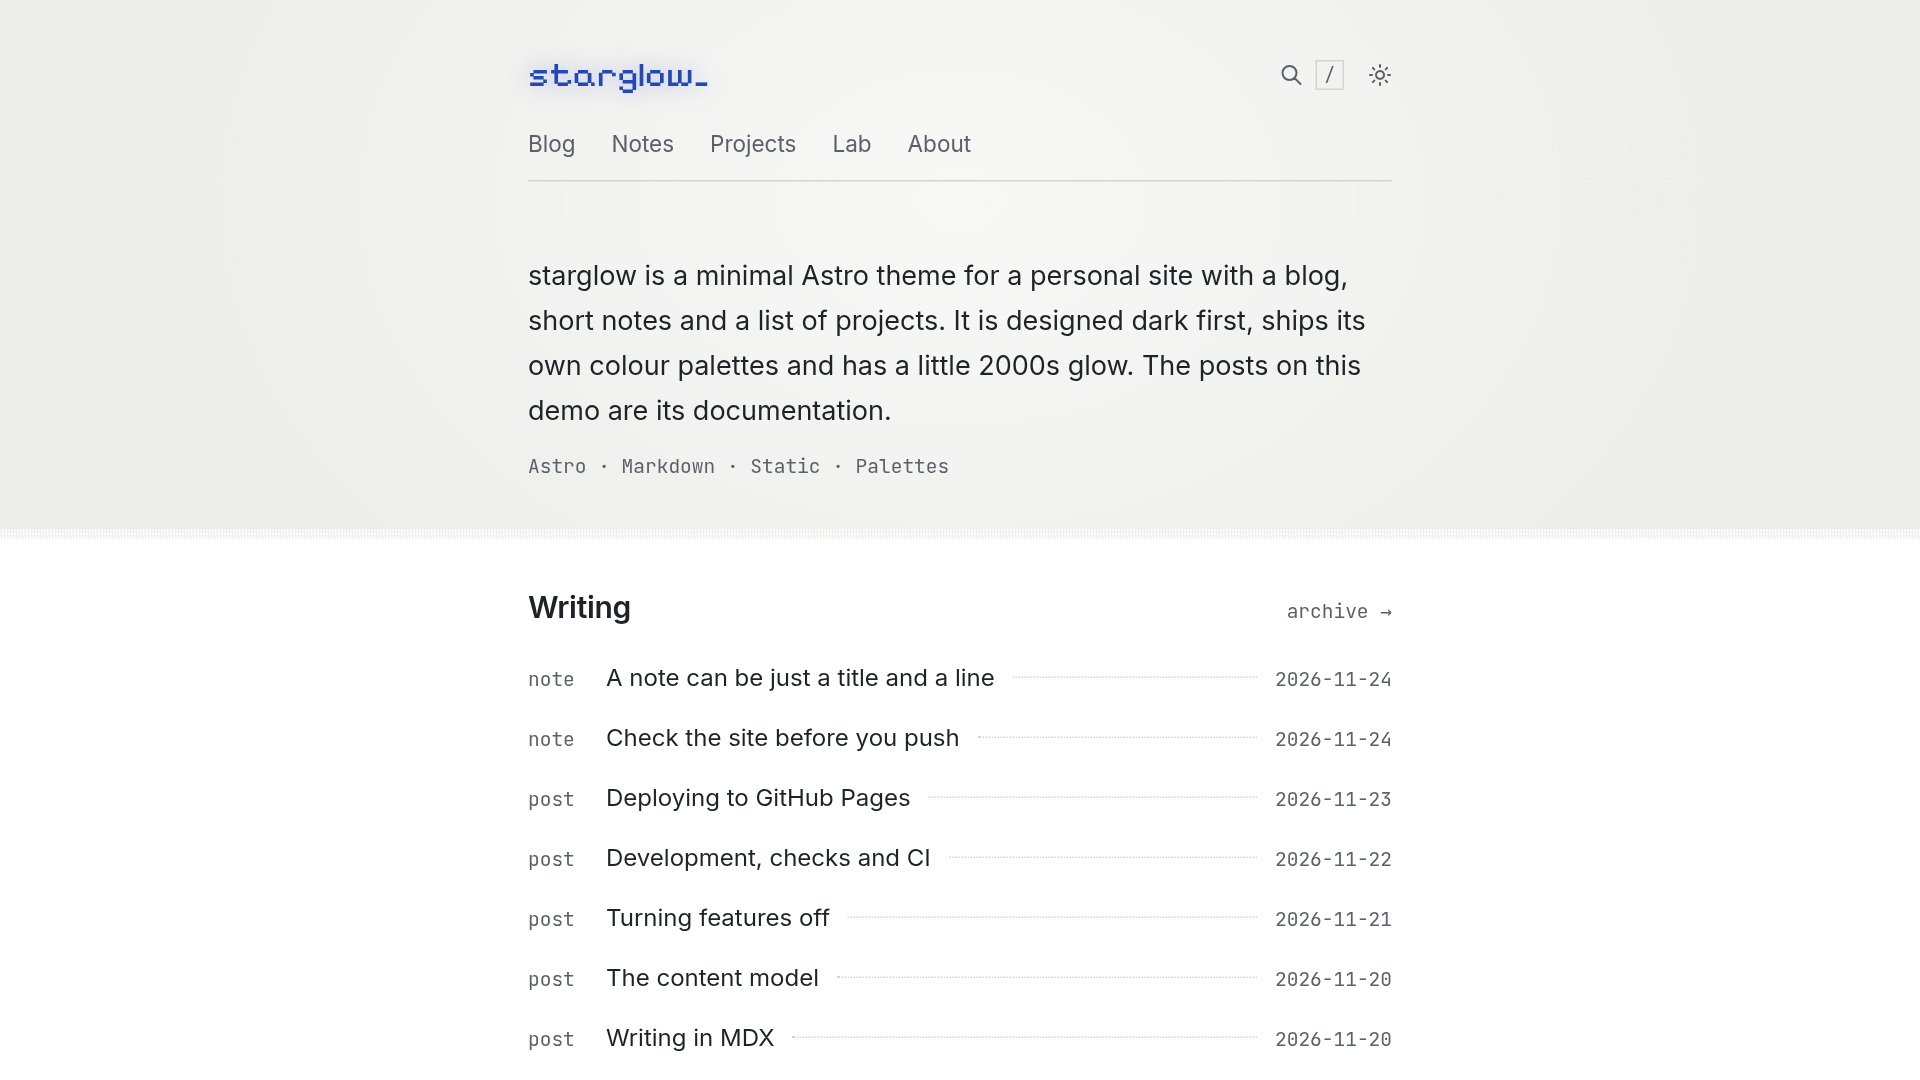 starglow_
/
Blog Notes Projects Lab About
starglow is a minimal Astro theme for a personal site with a blog,
short notes and a list of projects. It is designed dark first, ships its
own colour palettes and has a little 2000s glow. The posts on this
demo are its documentation.
Astro · Markdown · Static · Palettes
Writing archive →
note A note can be just a title and a line 2026-11-24
note Check the site before you push 2026-11-24
post Deploying to GitHub Pages 2026-11-23
post Development, checks and CI 2026-11-22
post Turning features off 2026-11-21
post The content model 2026-11-20
post Writing in MDX 2026-11-20